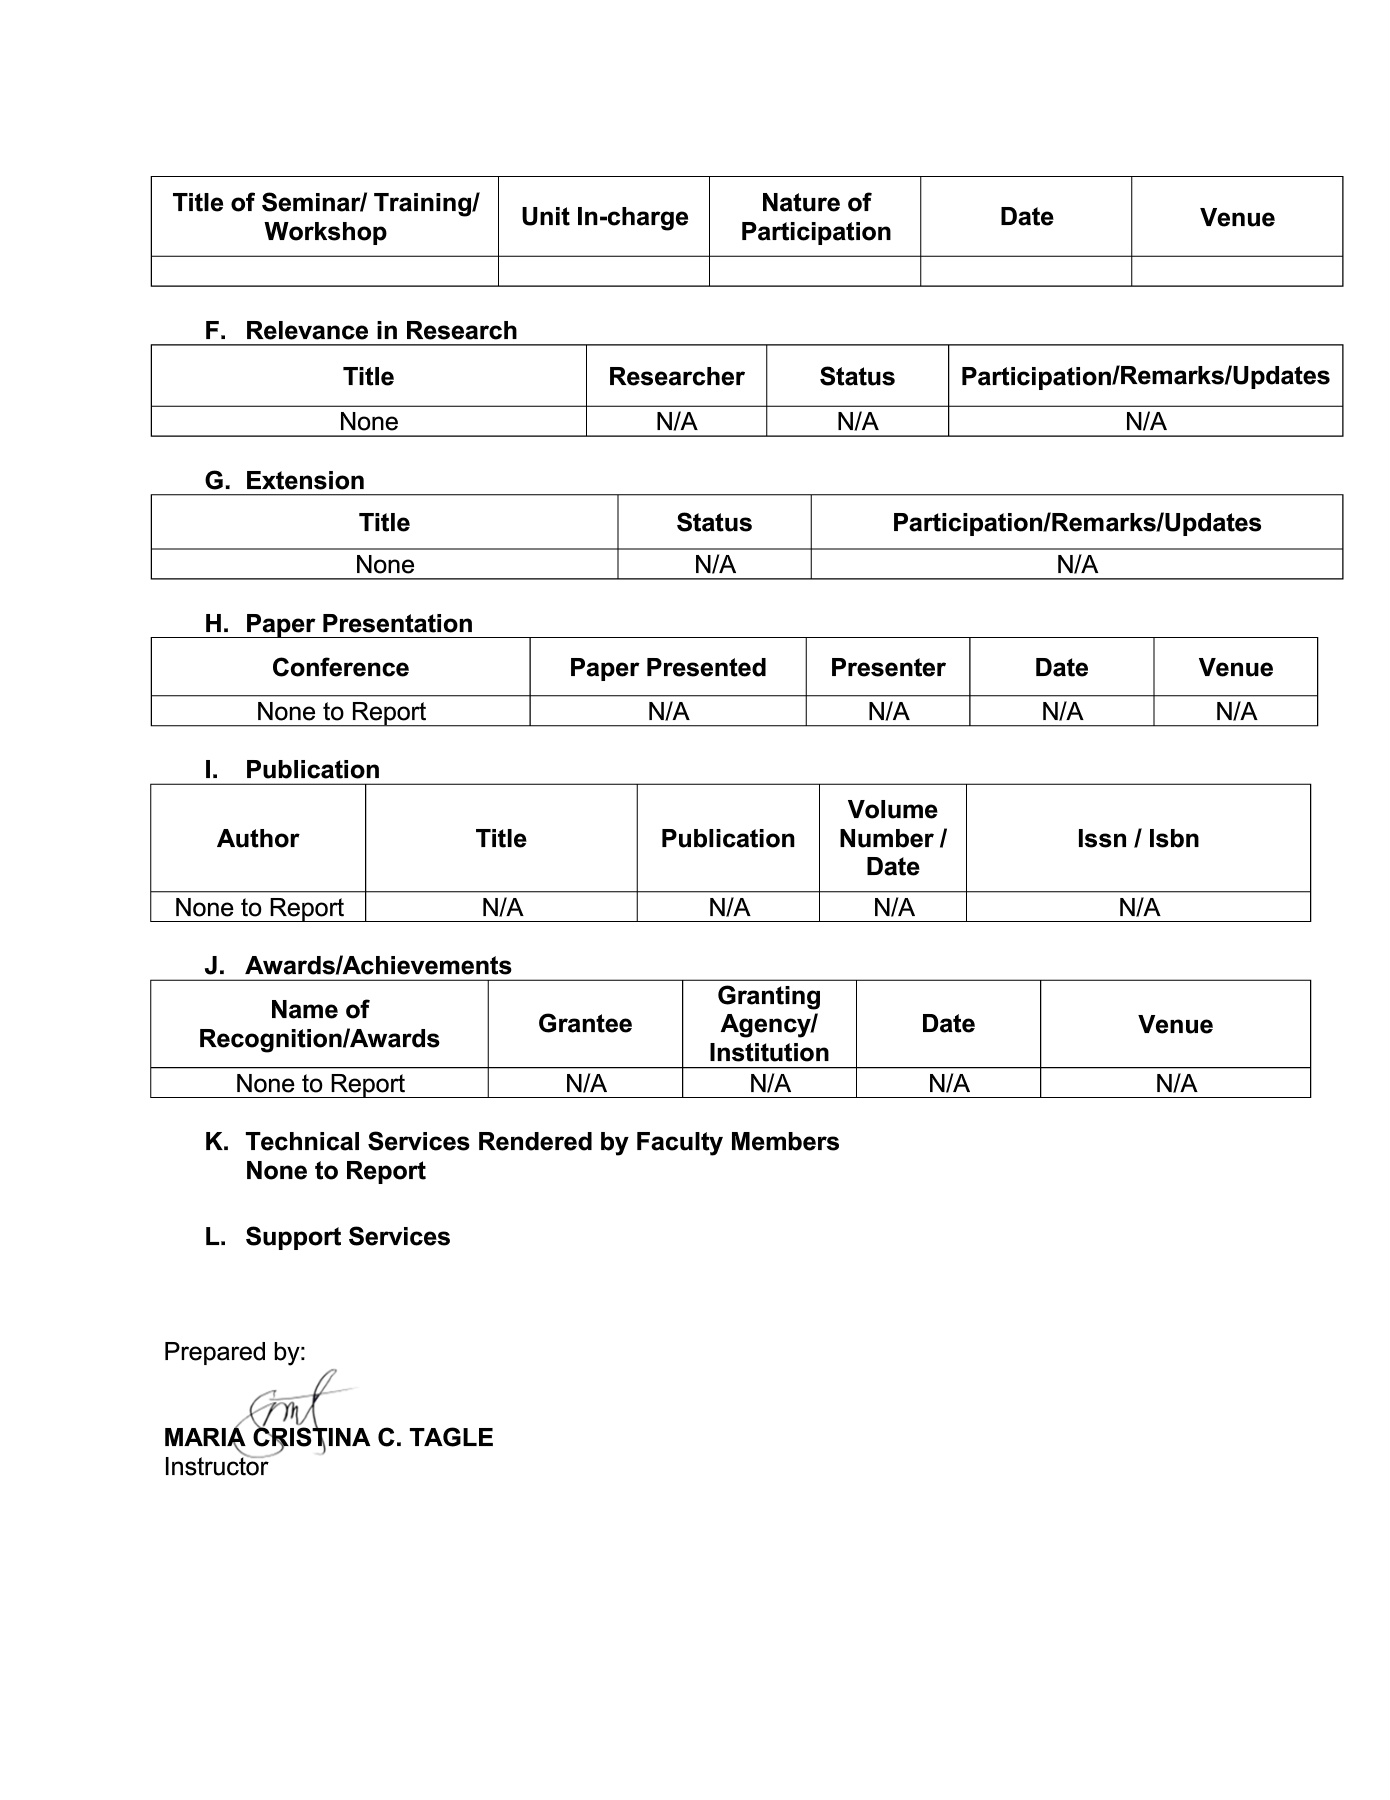 Title of Seminar/ Training/ Workshop Unit In-charge Nature of Participation Date Venue
F. Relevance in Research
Title Researcher Status Participation/Remarks/Updates
None N/A N/A N/A
G. Extension
Title Status Participation/Remarks/Updates
None N/A N/A
H. Paper Presentation
Conference Paper Presented Presenter Date Venue
None to Report N/A N/A N/A N/A
I. Publication
Author Title Publication Volume Number / Date Issn / Isbn
None to Report N/A N/A N/A N/A
J. Awards/Achievements
Name of Recognition/Awards Grantee Granting Agency/ Institution Date Venue
None to Report N/A N/A N/A N/A
K. Technical Services Rendered by Faculty Members
None to Report
L. Support Services
Prepared by:
MARIA CRISTINA C. TAGLE
Instructor